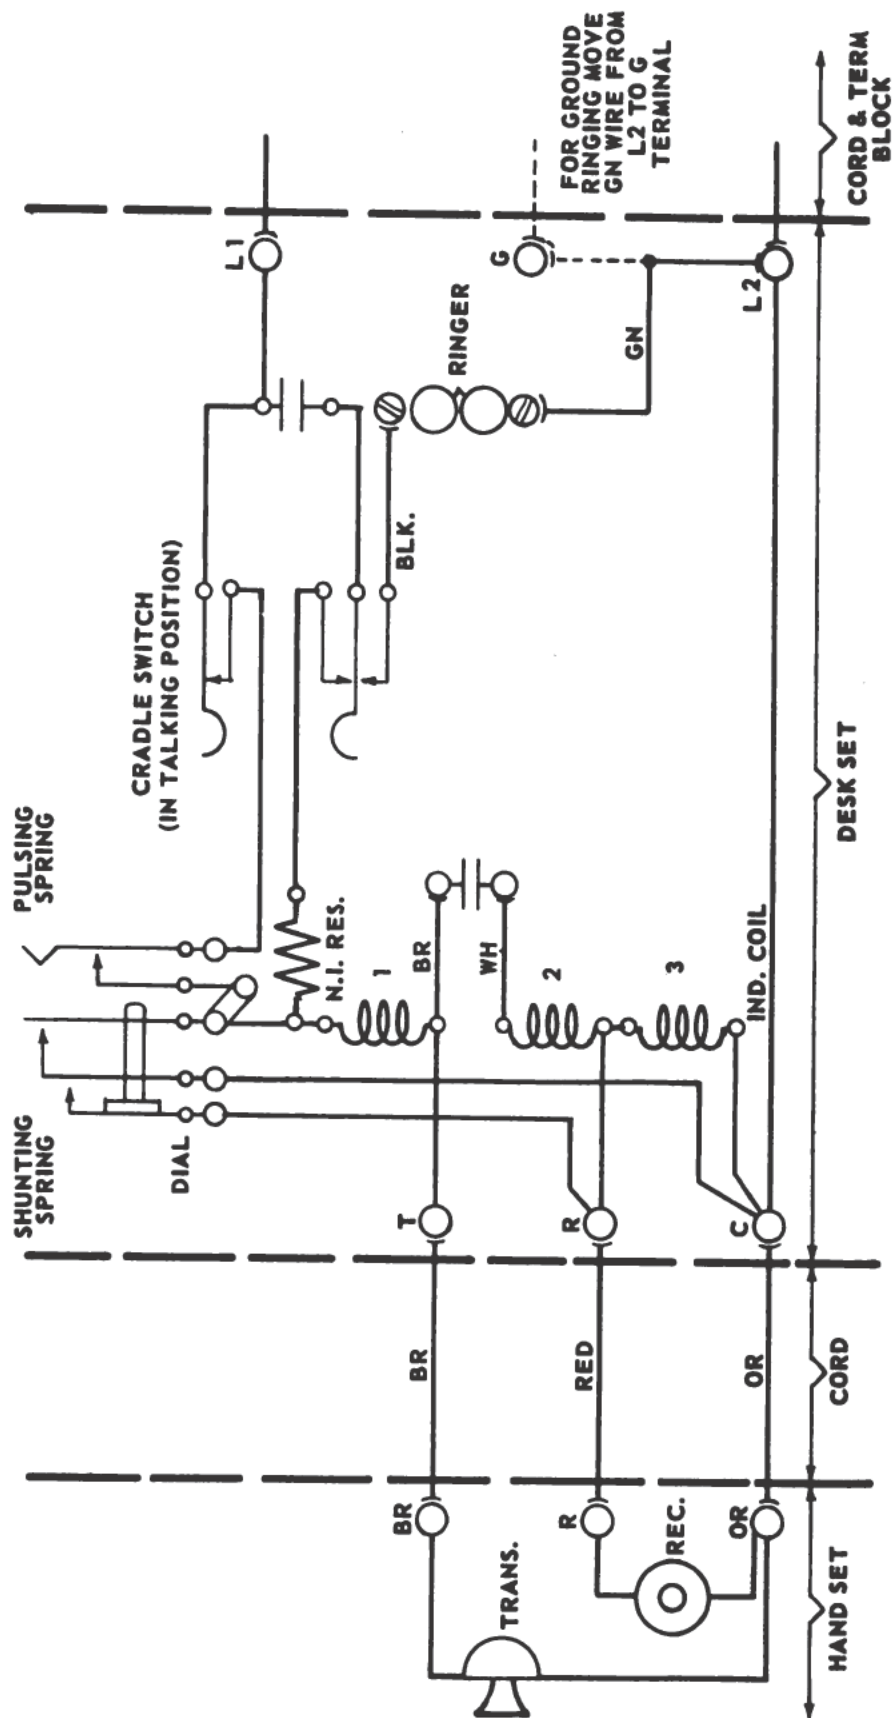 SHUNTING
SPRING
PULSING
SPRING
DIAL
CRADLE SWITCH
(IN TALKING POSITION)
L1
N.I. RES.
1
BLK.
RINGER
G
FOR GROUND
RINGING MOVE
GN WIRE FROM
L2 TO G
TERMINAL
BR
BR
T
BR
WH
TRANS.
2
GN
R
RED
R
REC.
3
OR
OR
C
IND. COIL
L2
HAND SET
CORD
DESK SET
CORD & TERM
BLOCK